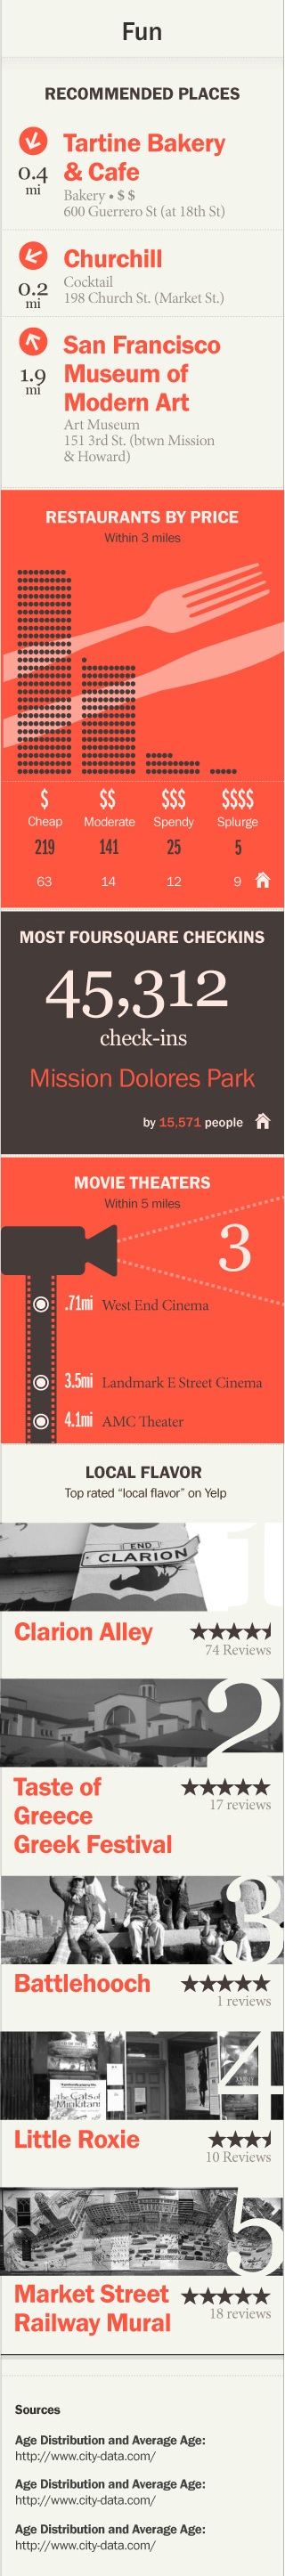 Fun
RECOMMENDED PLACES
Tartine Bakery
& Cafe
0.4
mi
Bakery • $ $
600 Guerrero St (at 18th St)
Churchill
0.2
mi
Cocktail
198 Church St. (Market St.)
San Francisco
Museum of
Modern Art
1.9
mi
Art Museum
151 3rd St. (btwn Mission
& Howard)
RESTAURANTS BY PRICE
Within 3 miles
$ $$ $$$ $$$$
Cheap Moderate Spendy Splurge
219 141 25 5
63 14 12 9
MOST FOURSQUARE CHECKINS
45,312
check-ins
Mission Dolores Park
by 15,571 people
MOVIE THEATERS
Within 5 miles
3
.71mi West End Cinema
3.5mi Landmark E Street Cinema
4.1mi AMC Theater
LOCAL FLAVOR
Top rated “local flavor” on Yelp
END
CLARION
1
Clarion Alley
74 Reviews
2
Taste of
Greece
Greek Festival
17 reviews
3
Battlehooch
1 reviews
4
The Cats of
Mirikitani
Little Roxie
10 Reviews
5
Market Street
Railway Mural
18 reviews
Sources
Age Distribution and Average Age:
http://www.city-data.com/
Age Distribution and Average Age:
http://www.city-data.com/
Age Distribution and Average Age:
http://www.city-data.com/